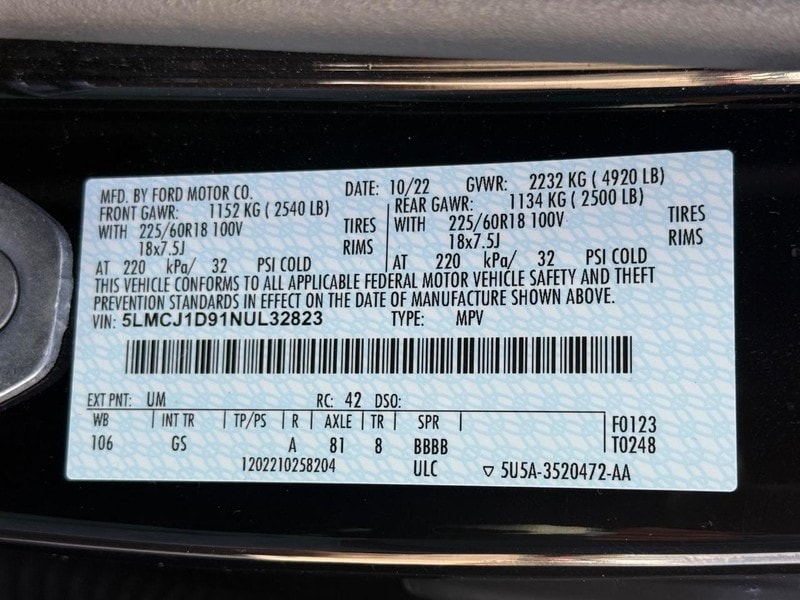 MFD. BY FORD MOTOR CO. DATE: 10/22 GVWR: 2232 KG ( 4920 LB)
FRONT GAWR: 1152 KG ( 2540 LB) REAR GAWR: 1134 KG ( 2500 LB)
WITH 225/60R18 100V TIRES WITH 225/60R18 100V TIRES
18x7.5J RIMS 18x7.5J RIMS
AT 220 kPa/ 32 PSI COLD AT 220 kPa/ 32 PSI COLD
THIS VEHICLE CONFORMS TO ALL APPLICABLE FEDERAL MOTOR VEHICLE SAFETY AND THEFT
PREVENTION STANDARDS IN EFFECT ON THE DATE OF MANUFACTURE SHOWN ABOVE.
VIN: 5LMCJ1D91NUL32823 TYPE: MPV
EXT PNT: UM RC: 42 DSO:
WB | INT TR | TP/PS | R | AXLE | TR | SPR | F0123
106 GS A 81 8 BBBB T0248
1202210258204 ULC ▽ 5U5A-3520472-AA